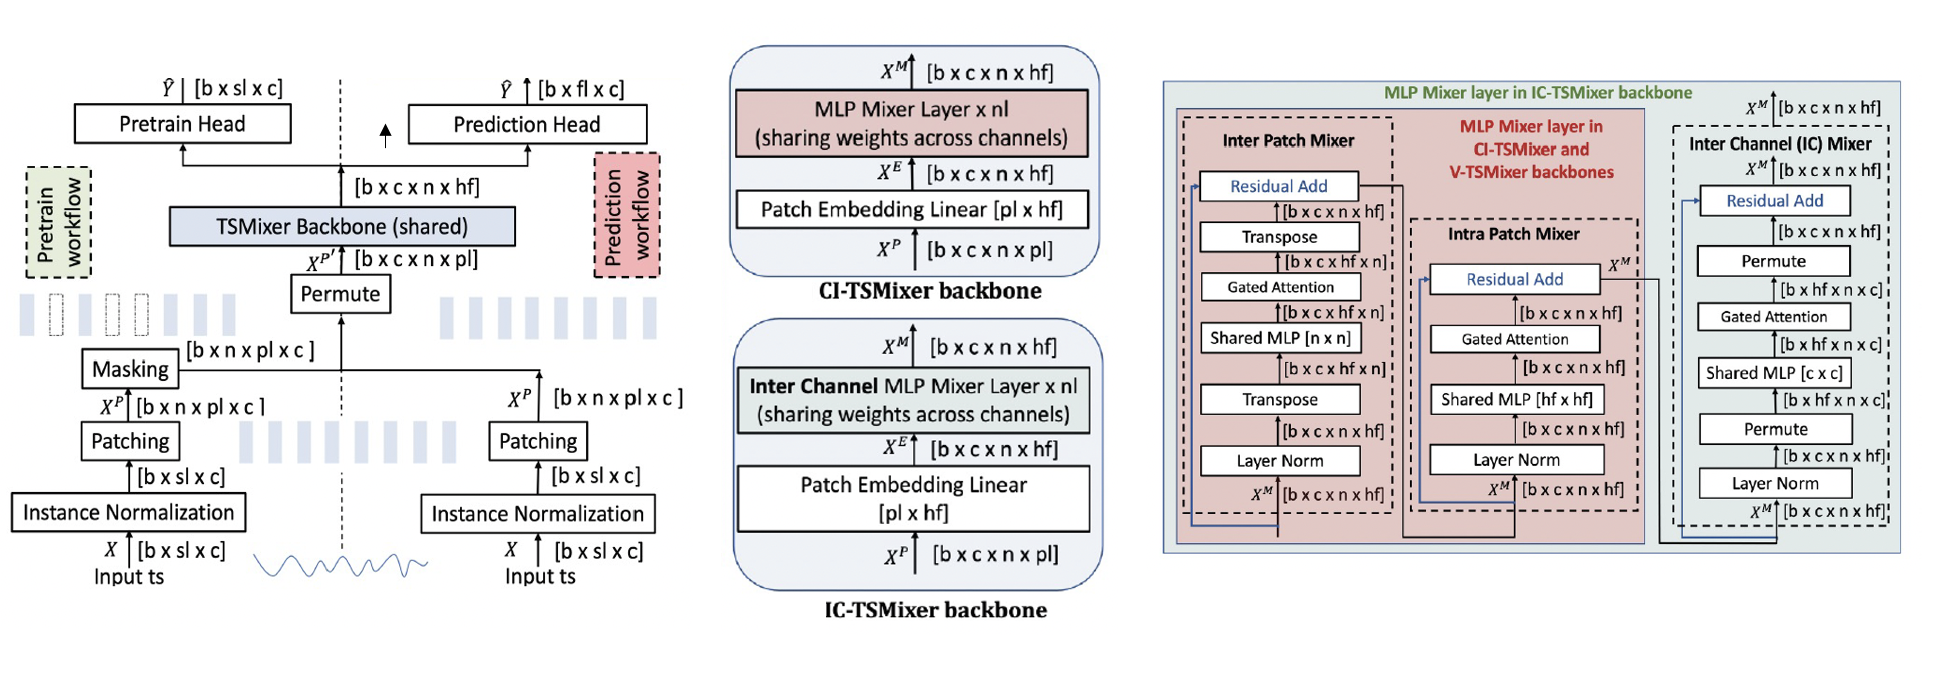 Ŷ [b x sl x c]
Pretrain Head
Ŷ [b x fl x c]
Prediction Head
Pretrain
workflow
Prediction
workflow
[b x c x n x hf]
TSMixer Backbone (shared)
X^P' [b x c x n x pl]
Permute
[b x n x pl x c ]
Masking
X^P [b x n x pl x c ]
Patching
[b x sl x c]
Instance Normalization
X [b x sl x c]
Input ts
X^P [b x n x pl x c ]
Patching
[b x sl x c]
Instance Normalization
X [b x sl x c]
Input ts
X^M [b x c x n x hf]
MLP Mixer Layer x nl
(sharing weights across channels)
X^E [b x c x n x hf]
Patch Embedding Linear [pl x hf]
X^P [b x c x n x pl]
CI-TSMixer backbone
X^M [b x c x n x hf]
Inter Channel MLP Mixer Layer x nl
(sharing weights across channels)
X^E [b x c x n x hf]
Patch Embedding Linear
[pl x hf]
X^P [b x c x n x pl]
IC-TSMixer backbone
MLP Mixer layer in IC-TSMixer backbone
MLP Mixer layer in
CI-TSMixer and
V-TSMixer backbones
Inter Patch Mixer
Residual Add
[b x c x n x hf]
Transpose
[b x c x hf x n]
Gated Attention
[b x c x hf x n]
Shared MLP [n x n]
[b x c x hf x n]
Transpose
[b x c x n x hf]
Layer Norm
X^M [b x c x n x hf]
Intra Patch Mixer
Residual Add
X^M
[b x c x n x hf]
Gated Attention
[b x c x n x hf]
Shared MLP [hf x hf]
[b x c x n x hf]
Layer Norm
X^M [b x c x n x hf]
X^M [b x c x n x hf]
Inter Channel (IC) Mixer
X^M [b x c x n x hf]
Residual Add
[b x c x n x hf]
Permute
[b x hf x n x c]
Gated Attention
[b x hf x n x c]
Shared MLP [c x c]
[b x hf x n x c]
Permute
[b x c x n x hf]
Layer Norm
X^M [b x c x n x hf]